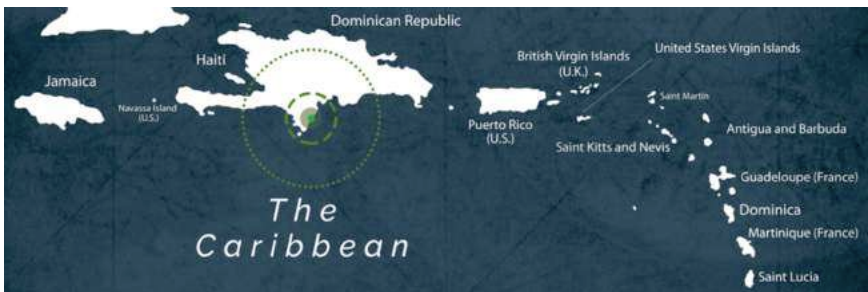 Dominican Republic
Haiti
Jamaica
Navassa Island
(U.S.)
British Virgin Islands
(U.K.)
United States Virgin Islands
Saint Martin
Puerto Rico
(U.S.)
Saint Kitts and Nevis
Antigua and Barbuda
Guadeloupe (France)
Dominica
Martinique (France)
Saint Lucia
The
Caribbean